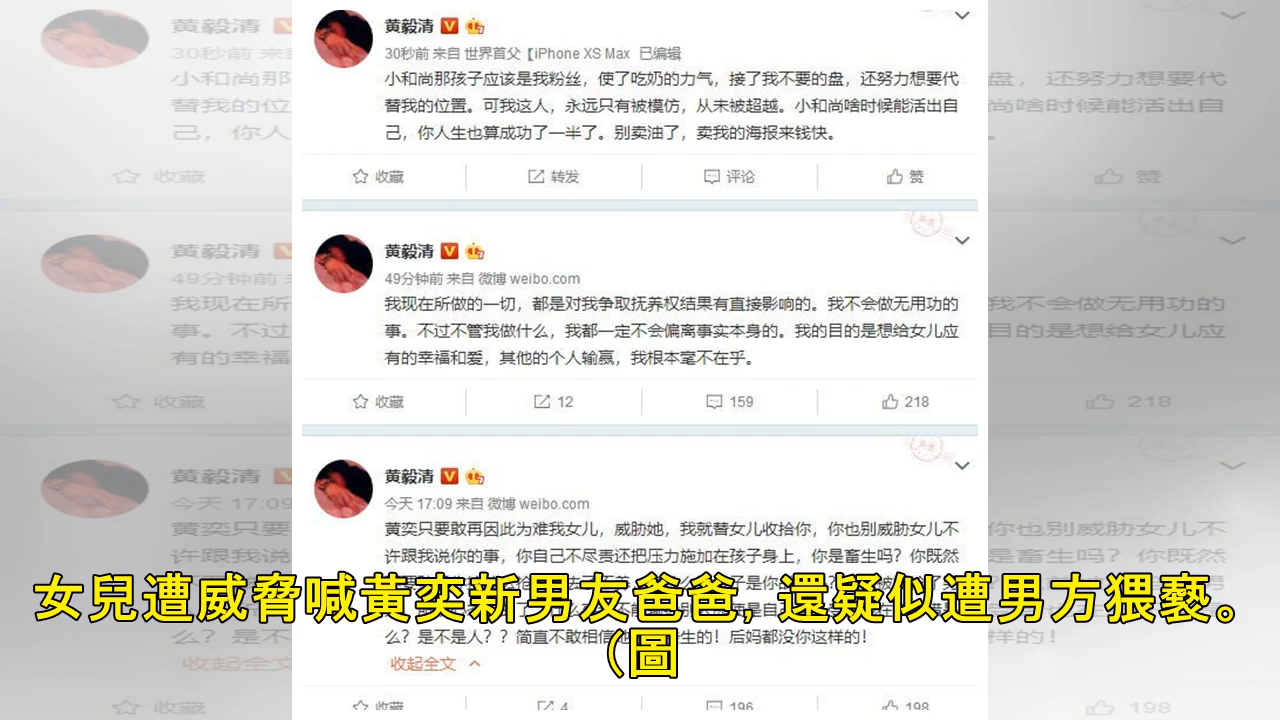 黄毅清
30秒前 来自 世界首父【iPhone XS Max 已编辑
小和尚那孩子应该是我粉丝，使了吃奶的力气，接了我不要的盘，还努力想要代
替我的位置。可我这人，永远只有被模仿，从未被超越。小和尚啥时候能活出自
己，你人生也算成功了一半了。别卖油了，卖我的海报来钱快。
收藏 转发 评论 赞
黄毅清
49分钟前 来自 微博 weibo.com
我现在所做的一切，都是对我争取抚养权结果有直接影响的。我不会做无用功的
事。不过不管我做什么，我都一定不会偏离事实本身的。我的目的是想给女儿应
有的幸福和爱，其他的个人输赢，我根本毫不在乎。
收藏 12 159 218
黄毅清
今天 17:09 来自 微博 weibo.com
黄奕只要敢再因此为难我女儿，威胁她，我就替女儿收拾你，你也别威胁女儿不
许跟我说你的事，你自己不尽责还把压力施加在孩子身上，你是畜生吗？你既然
女兒遭威脅喊黃奕新男友爸爸，還疑似遭男方猥褻。
（圖
么？是不是人？？简直不敢相信 生的！后妈都没你这样的！
收起全文
收藏 4 196 198